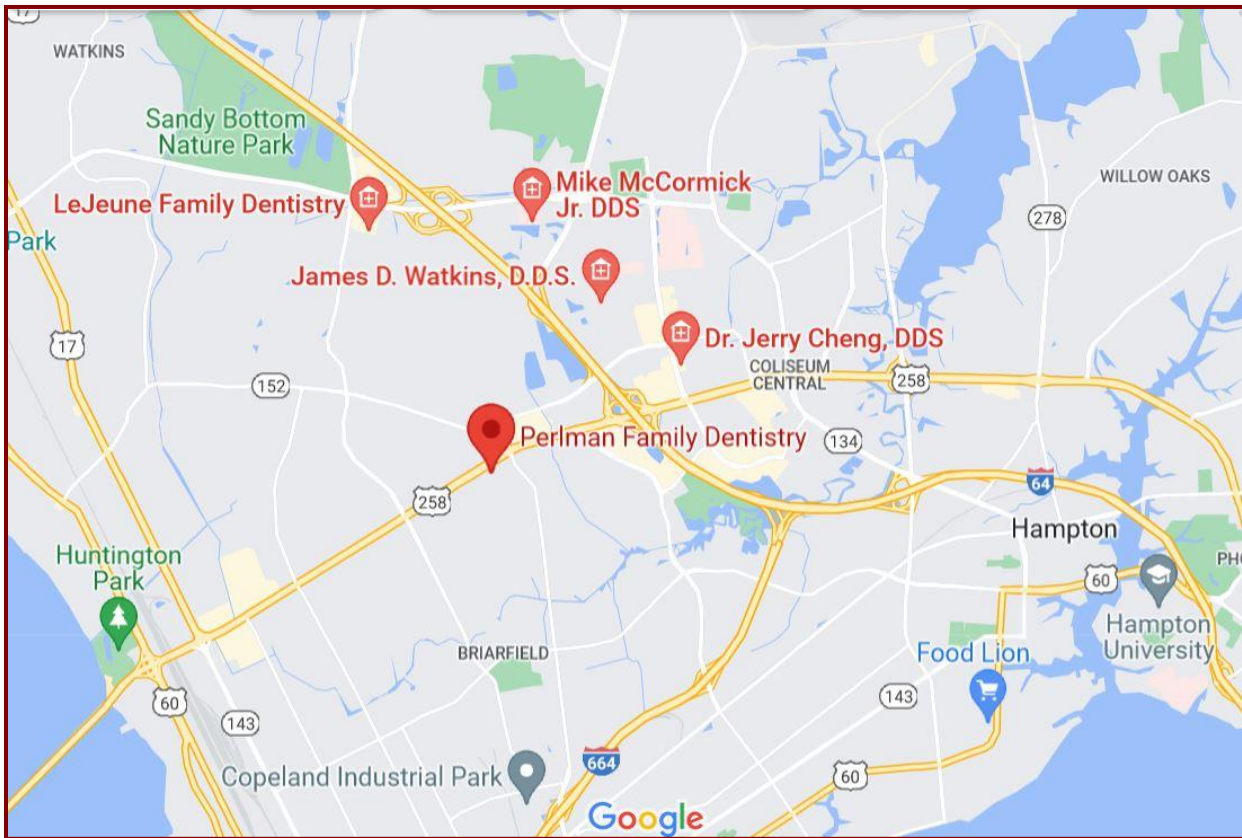 17
WATKINS
Sandy Bottom
Nature Park
Mike McCormick
Jr. DDS
LeJeune Family Dentistry
WILLOW OAKS
278
Park
James D. Watkins, D.D.S.
17
Dr. Jerry Cheng, DDS
COLISEUM
CENTRAL
152
258
Perlman Family Dentistry
134
258
64
Hampton
Huntington
Park
60
PHO
Hampton
University
BRIARFIELD
Food Lion
60
143
143
664
Copeland Industrial Park
60
Google